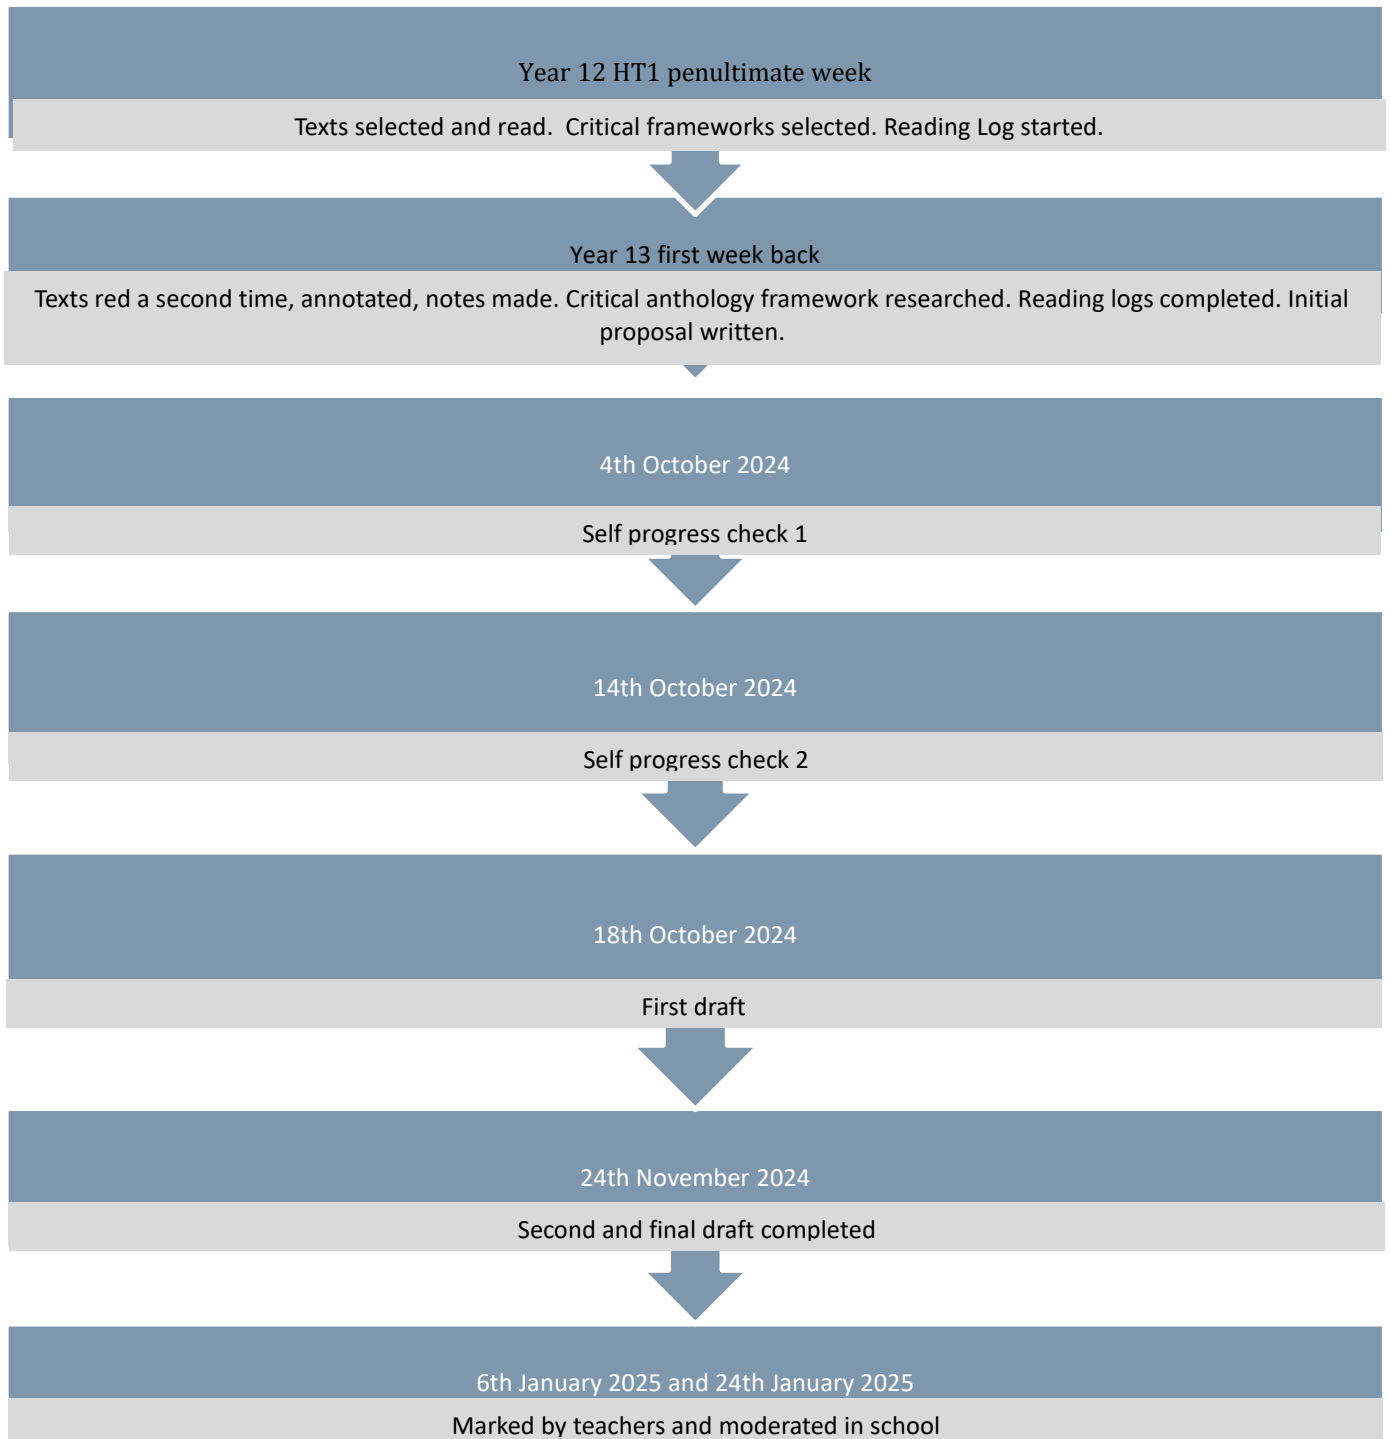 Year 12 HT1 penultimate week
Texts selected and read.  Critical frameworks selected. Reading Log started.
Year 13 first week back
Texts red a second time, annotated, notes made. Critical anthology framework researched. Reading logs completed. Initial
proposal written.
4th October 2024
Self progress check 1
14th October 2024
Self progress check 2
18th October 2024
First draft
24th November 2024
Second and final draft completed
6th January 2025 and 24th January 2025
Marked by teachers and moderated in school